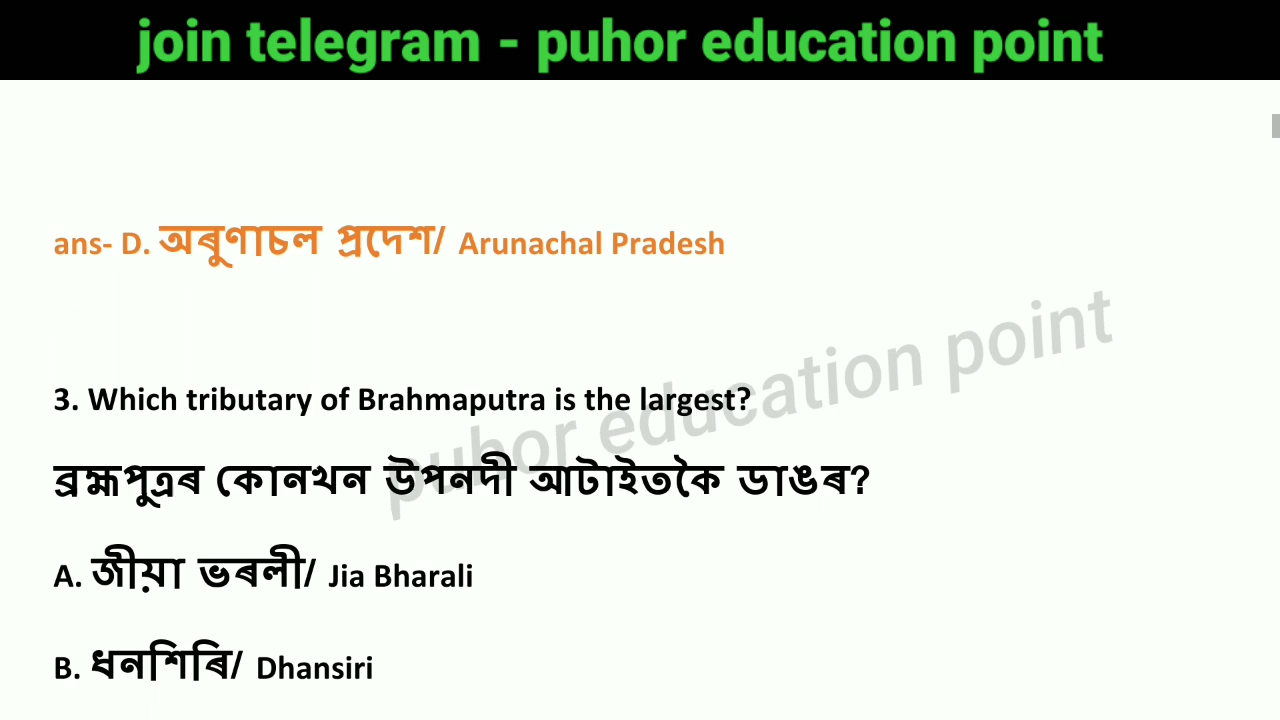 join telegram - puhor education point
ans- D. অৰুণাচল প্ৰদেশ/ Arunachal Pradesh
3. Which tributary of Brahmaputra is the largest?
ব্ৰহ্মপুত্ৰৰ কোনখন উপনদী আটাইতকৈ ডাঙৰ?
puhor education point
A. জীয়া ভৰলী/ Jia Bharali
B. ধনশিৰি/ Dhansiri